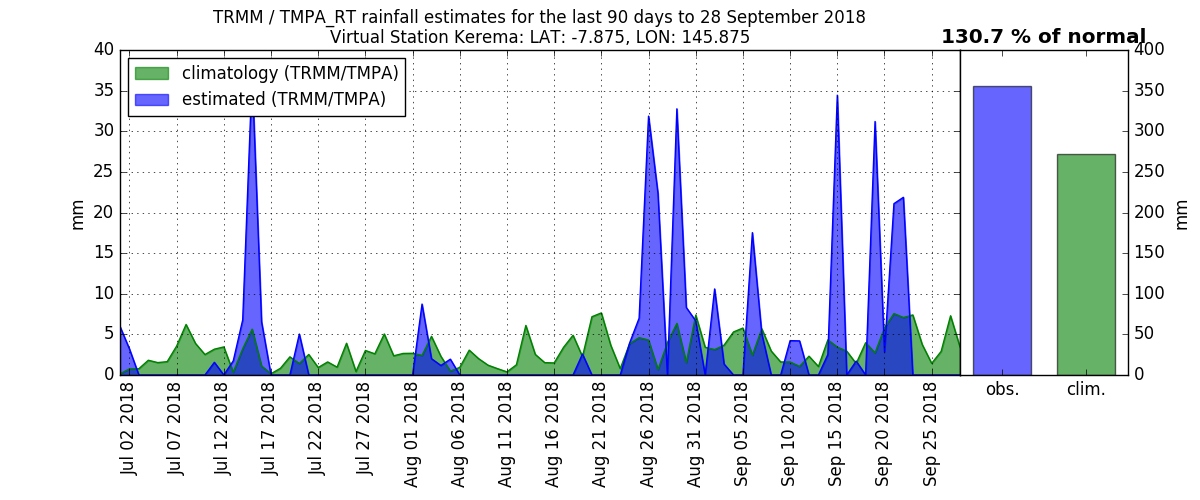 TRMM / TMPA_RT rainfall estimates for the last 90 days to 28 September 2018
Virtual Station Kerema: LAT: -7.875, LON: 145.875
130.7 % of normal
climatology (TRMM/TMPA)
estimated (TRMM/TMPA)
mm
40
35
30
25
20
15
10
5
0
Jul 02 2018
Jul 07 2018
Jul 12 2018
Jul 17 2018
Jul 22 2018
Jul 27 2018
Aug 01 2018
Aug 06 2018
Aug 11 2018
Aug 16 2018
Aug 21 2018
Aug 26 2018
Aug 31 2018
Sep 05 2018
Sep 10 2018
Sep 15 2018
Sep 20 2018
Sep 25 2018
obs.
clim.
400
350
300
250
200
150
100
50
0
mm